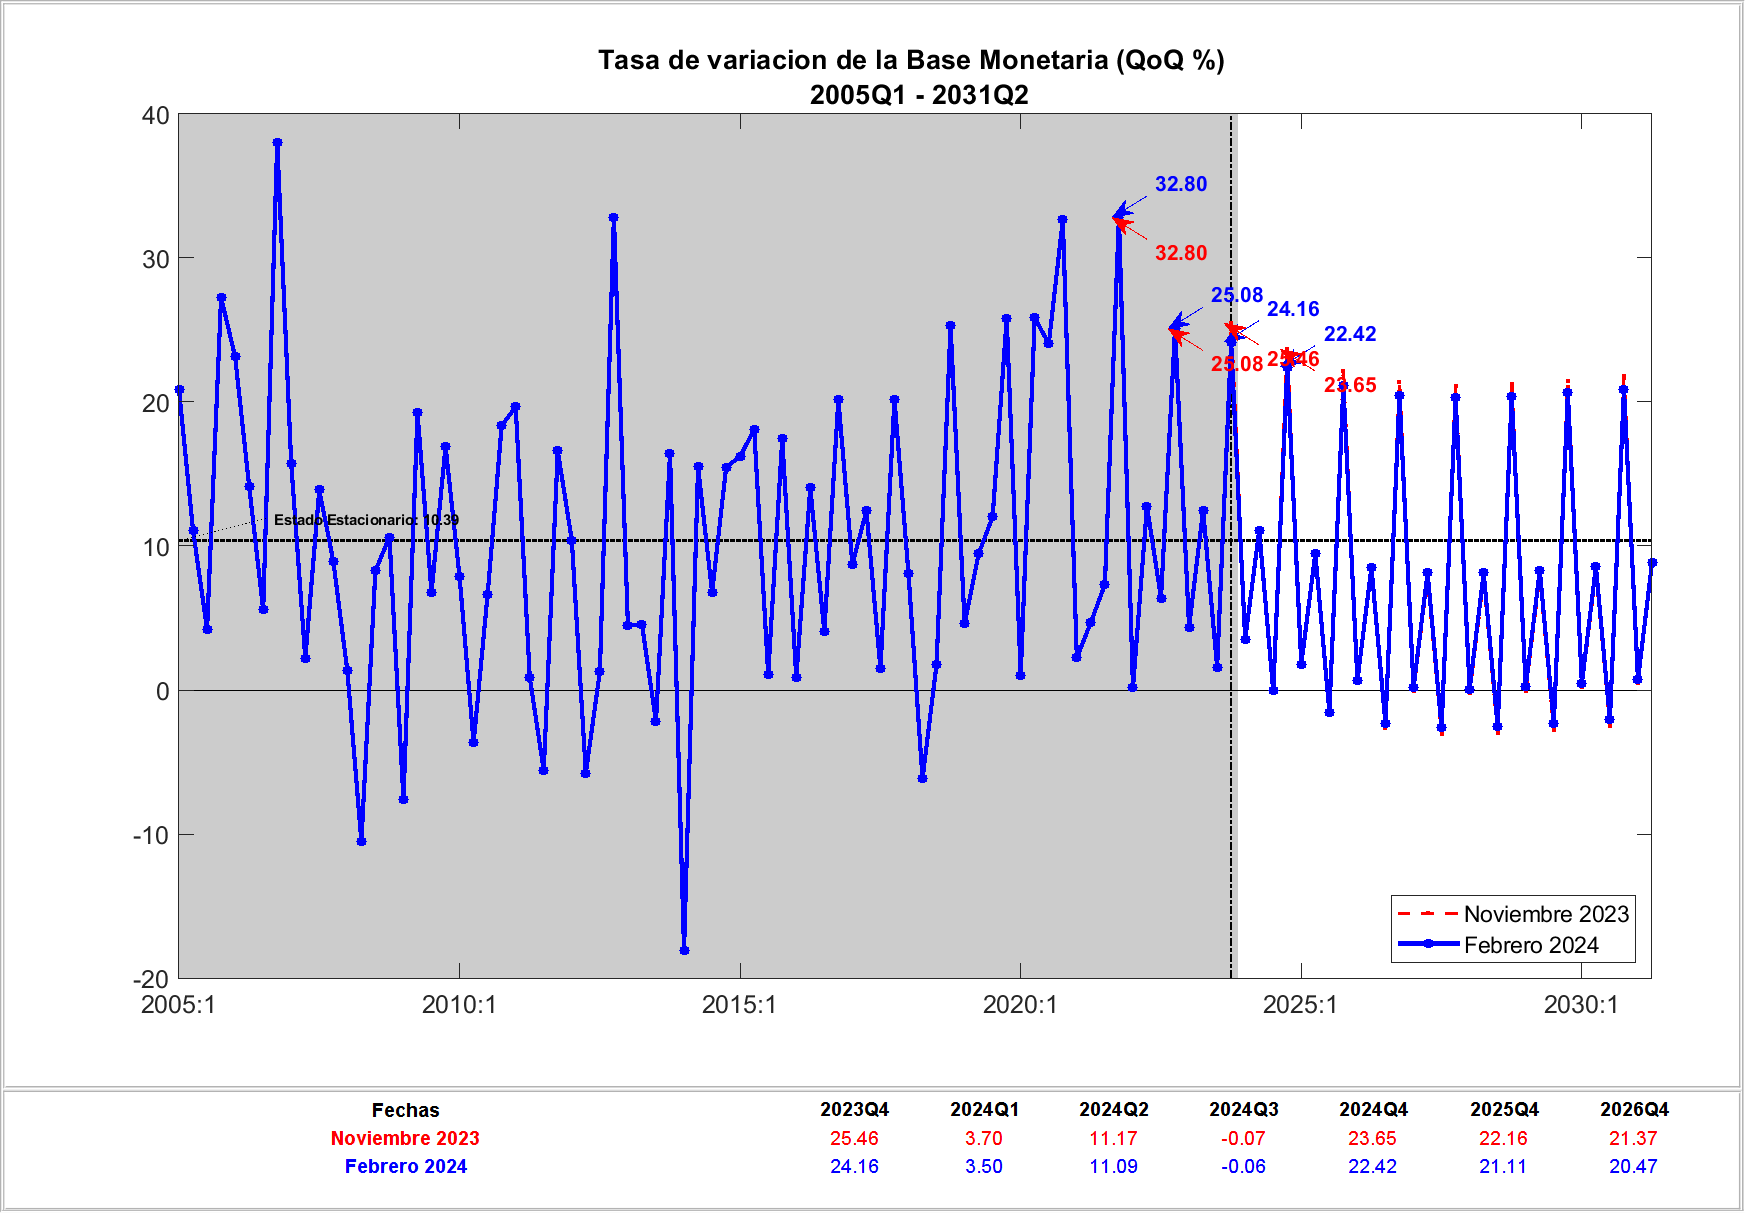 Tasa de variacion de la Base Monetaria (QoQ %)
2005Q1 - 2031Q2
40
30
20
10
0
-10
-20
32.80
32.80
25.08
24.16
22.42
25.08
25.46
23.65
Estado Estacionario: 10.39
Noviembre 2023
Febrero 2024
2005:1 2010:1 2015:1 2020:1 2025:1 2030:1
Fechas 2023Q4 2024Q1 2024Q2 2024Q3 2024Q4 2025Q4 2026Q4
Noviembre 2023 25.46 3.70 11.17 -0.07 23.65 22.16 21.37
Febrero 2024 24.16 3.50 11.09 -0.06 22.42 21.11 20.47